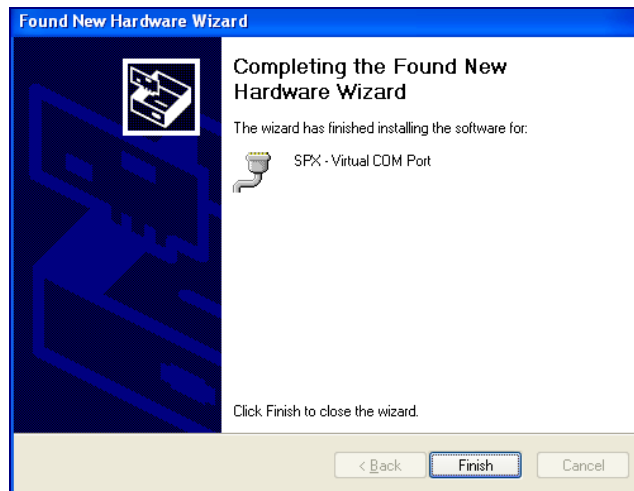 Found New Hardware Wizard
Completing the Found New
Hardware Wizard
The wizard has finished installing the software for:
SPX - Virtual COM Port
Click Finish to close the wizard.
< Back
Finish
Cancel